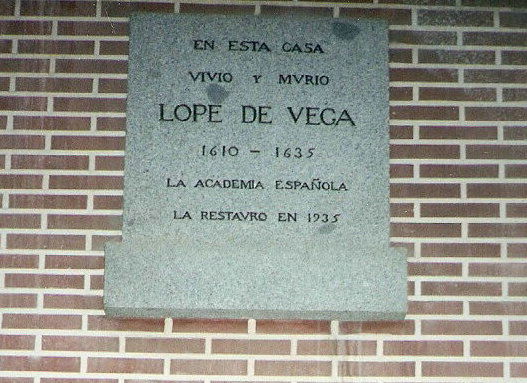 EN ESTA CASA
VIVIO Y MVRIO
LOPE DE VEGA
1610 – 1635
LA ACADEMIA ESPAÑOLA
LA RESTAVRO EN 1935